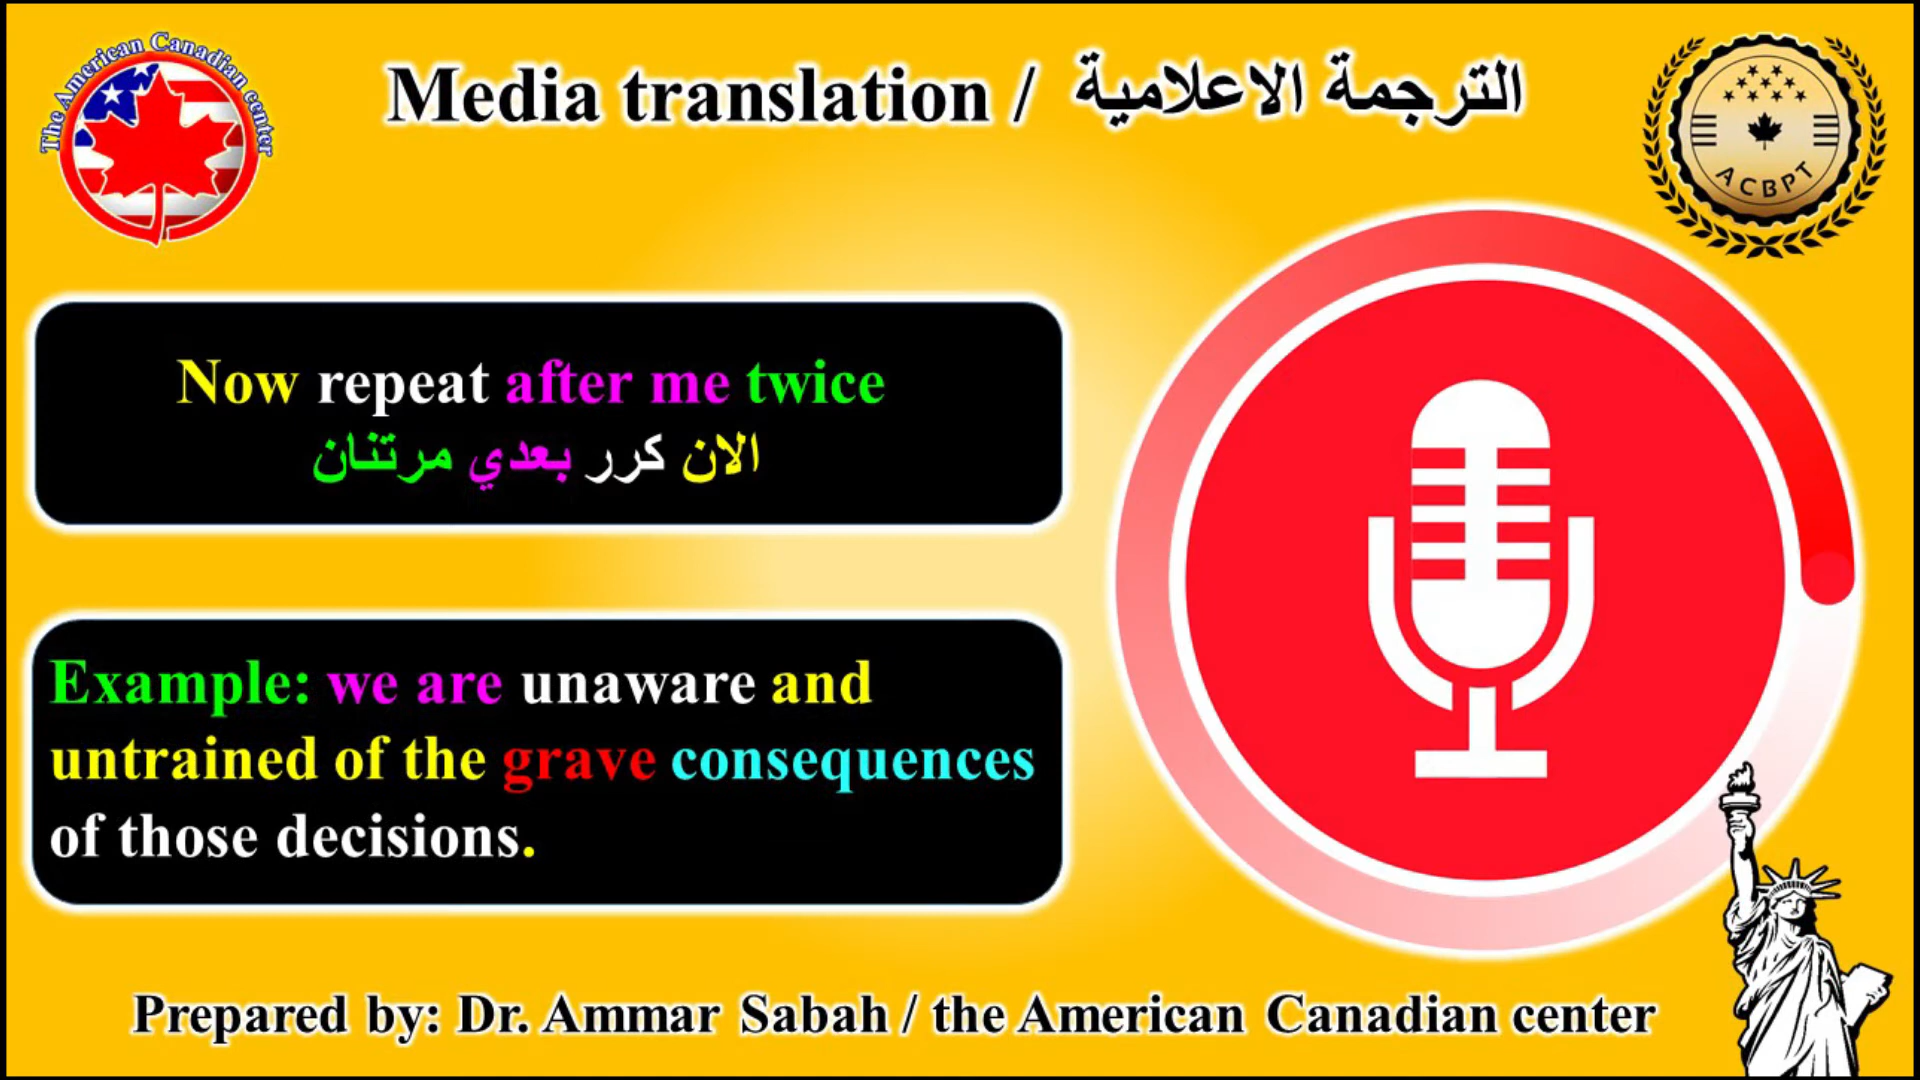 The American Canadian center
Media translation / الترجمة الاعلامية
ACBPT
Now repeat after me twice
الان كرر بعدي مرتنان
Example: we are unaware and
untrained of the grave consequences
of those decisions.
Prepared by: Dr. Ammar Sabah / the American Canadian center